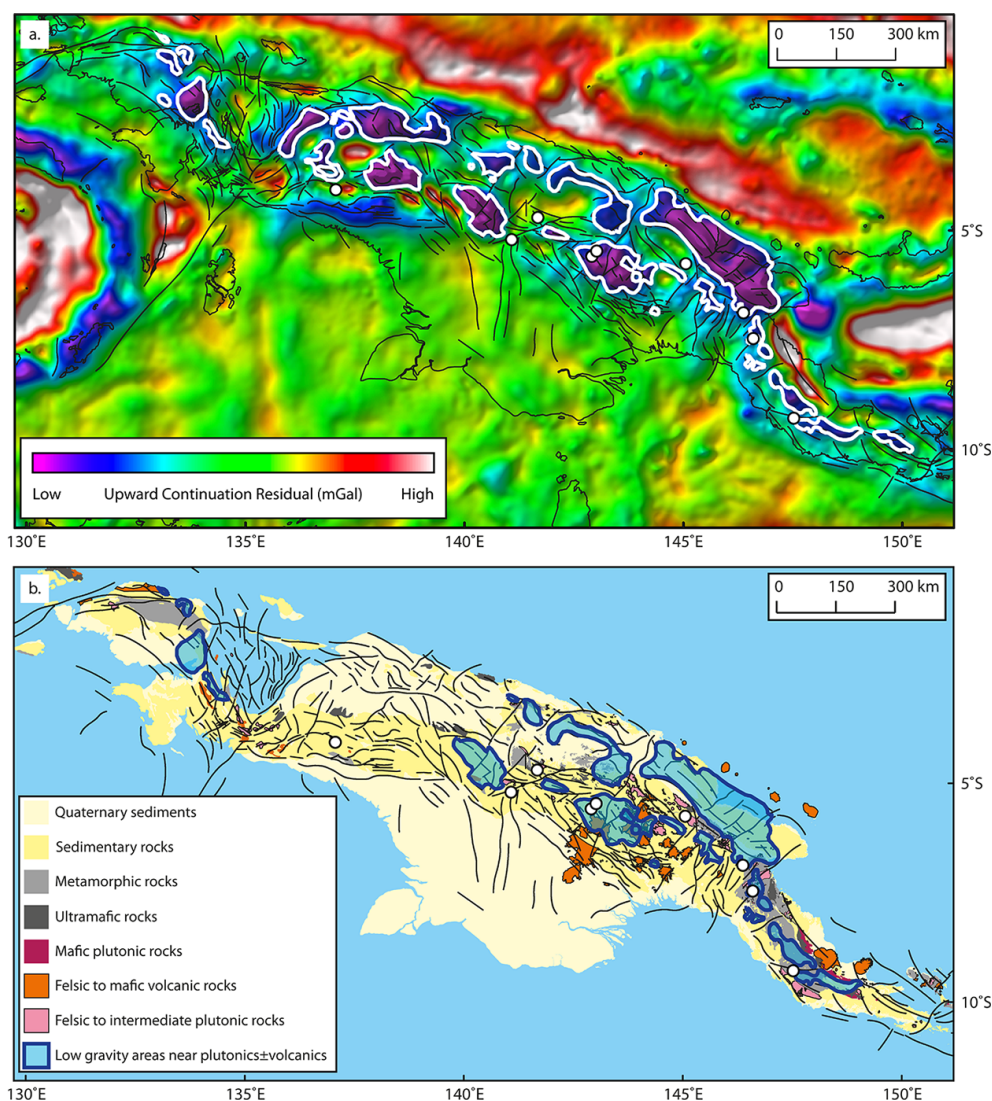 a.
0 150 300 km
5°S
10°S
Low Upward Continuation Residual (mGal) High
130°E 135°E 140°E 145°E 150°E
b.
0 150 300 km
5°S
Quaternary sediments
Sedimentary rocks
Metamorphic rocks
Ultramafic rocks
Mafic plutonic rocks
Felsic to mafic volcanic rocks
10°S
Felsic to intermediate plutonic rocks
Low gravity areas near plutonics±volcanics
130°E 135°E 140°E 145°E 150°E